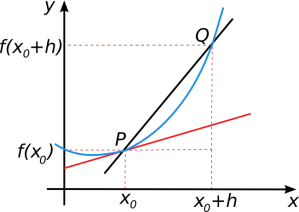 y
f(x₀+h)
Q
f(x₀)
P
x₀
x₀+h
x